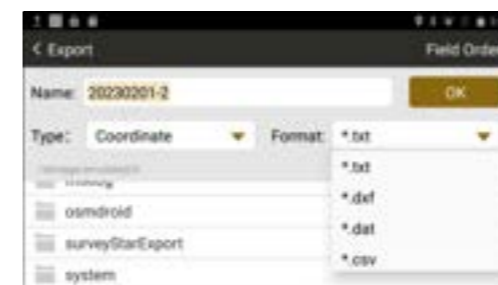 Export
Field Order
Name: 20230201-2
OK
Type: Coordinate
Format: *.txt
*.txt
*.dxf
osmdroid
*.dat
surveyStarExport
*.csv
system